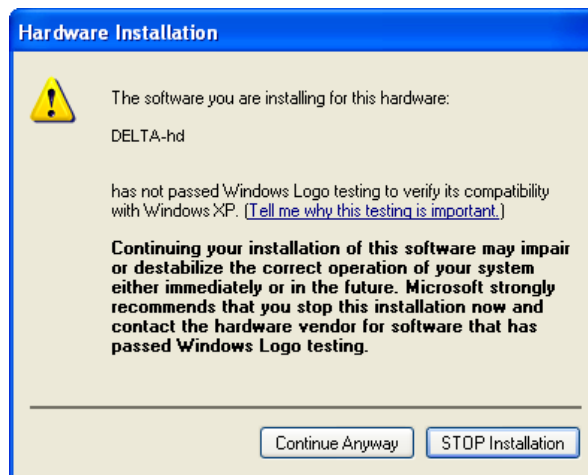 Hardware Installation
The software you are installing for this hardware:
DELTA-hd
has not passed Windows Logo testing to verify its compatibility
with Windows XP. (Tell me why this testing is important.)
Continuing your installation of this software may impair
or destabilize the correct operation of your system
either immediately or in the future. Microsoft strongly
recommends that you stop this installation now and
contact the hardware vendor for software that has
passed Windows Logo testing.
Continue Anyway STOP Installation